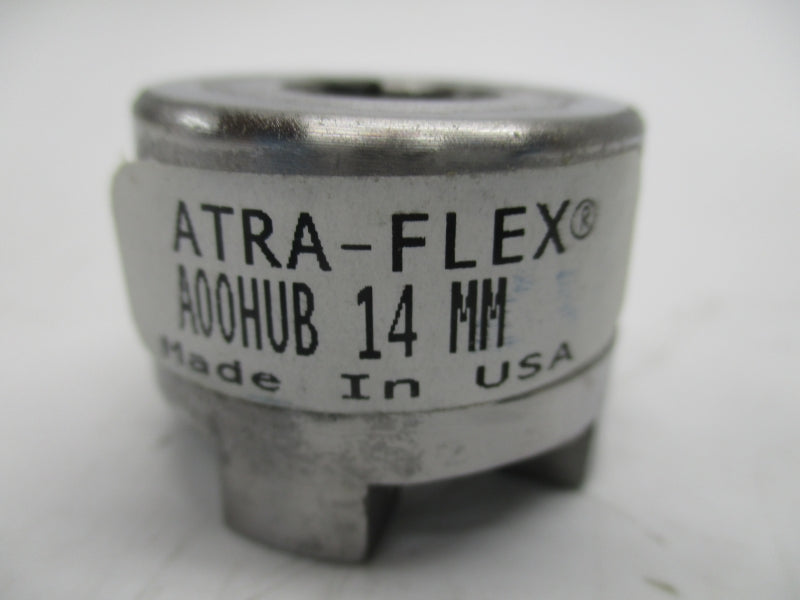 ATRA-FLEX®
A00HUB 14 MM
Made In USA